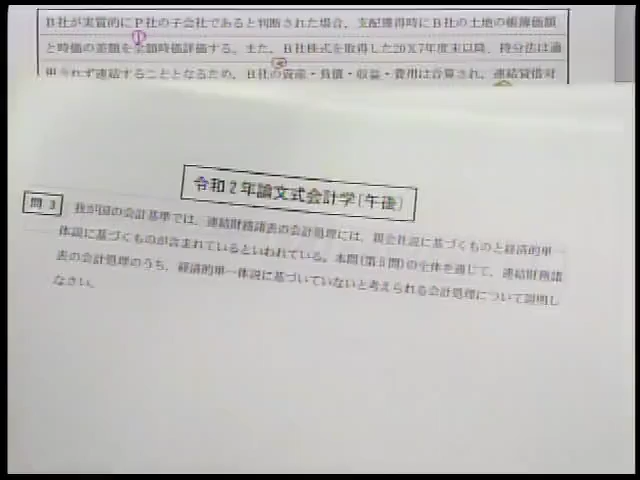 B社が実質的にP社の子会社であると判断された場合、支配獲得時にB社の土地の帳簿価額
と時価の差額を全額時価評価する。また、B社株式を取得した20X7年度末以降、持分法は適
用されず連結することとなるため、B社の資産・負債・収益・費用は合算され、連結貸借対
令和2年論文式会計学(午後)
問 3 我が国の会計基準では、連結財務諸表の会計処理には、親会社説に基づくものと経済的単一
体説に基づくものが含まれているといわれている。本問(第5問)の全体を通じて、連結財務諸
表の会計処理のうち、経済的単一体説に基づいていないと考えられる会計処理について説明し
なさい。